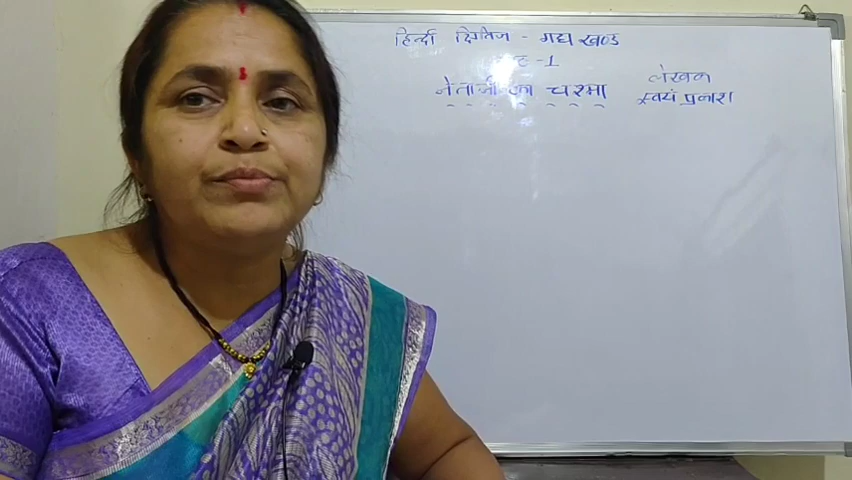 हिन्दी क्षितिज - गद्य खण्ड
-1
नेताजी का चश्मा
लेखक
स्वयं प्रकाश